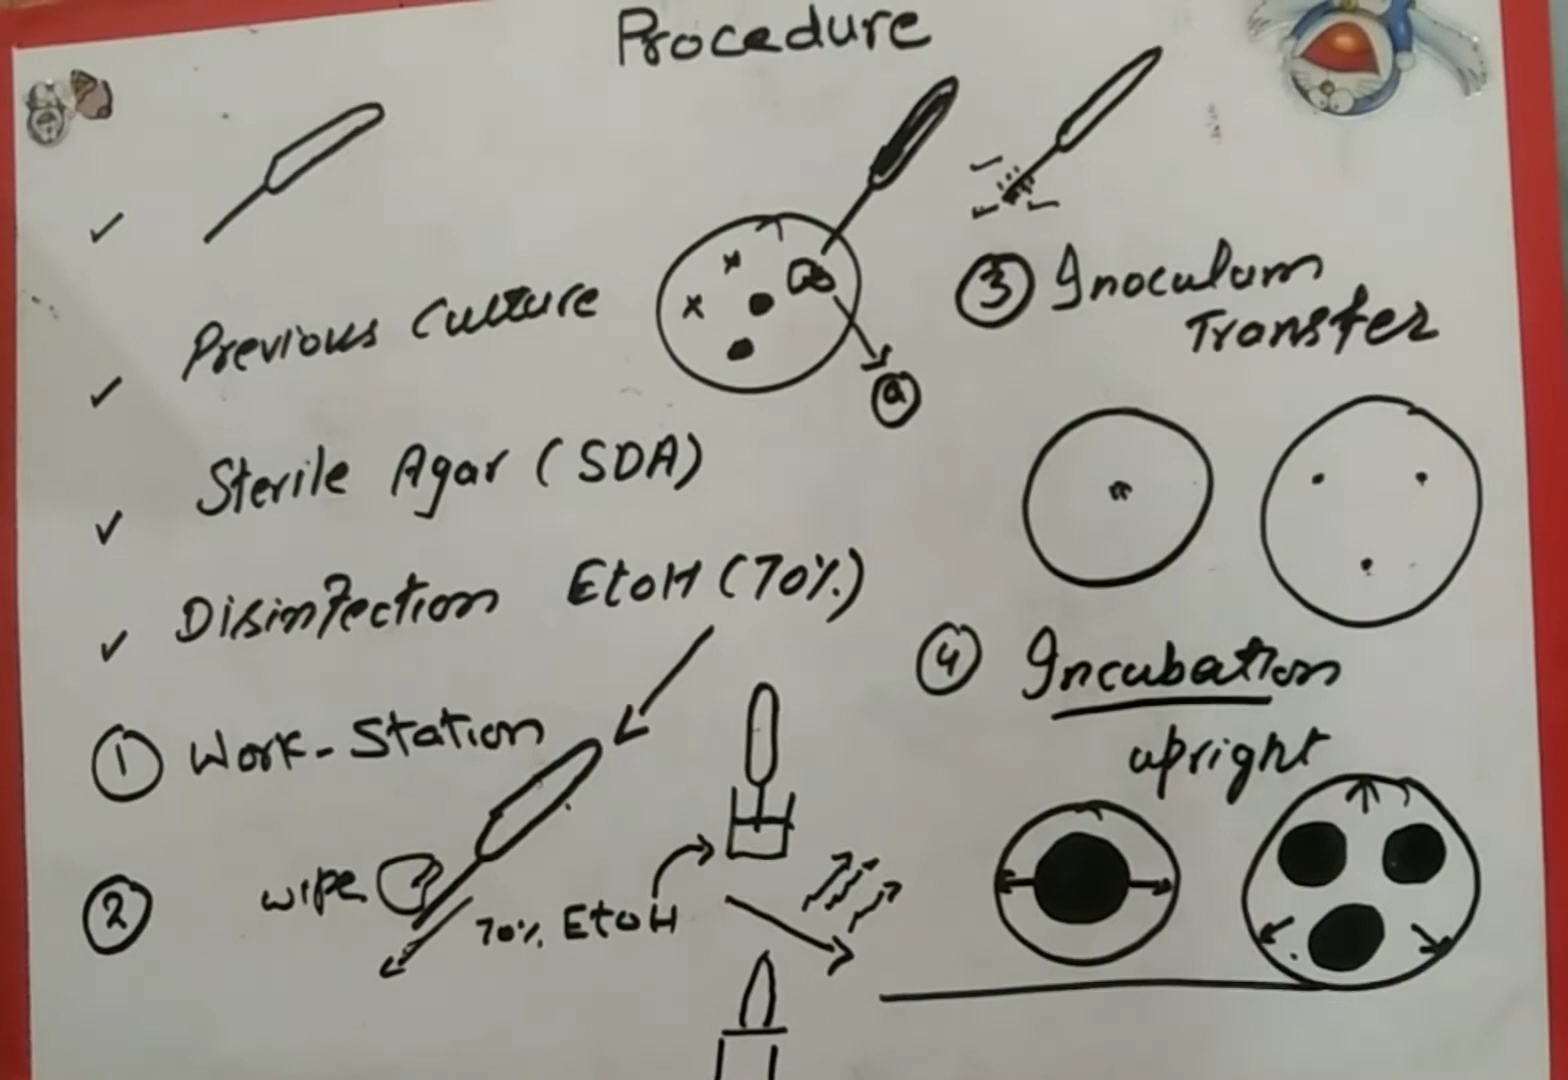 Procedure
✓
✓ Previous Culture
✓ Sterile Agar (SDA)
✓ Disinfection EtoH (70%)
① Work-Station
② wipe
70% EtoH
a
③ Inoculum
Transfer
④ Incubation
upright